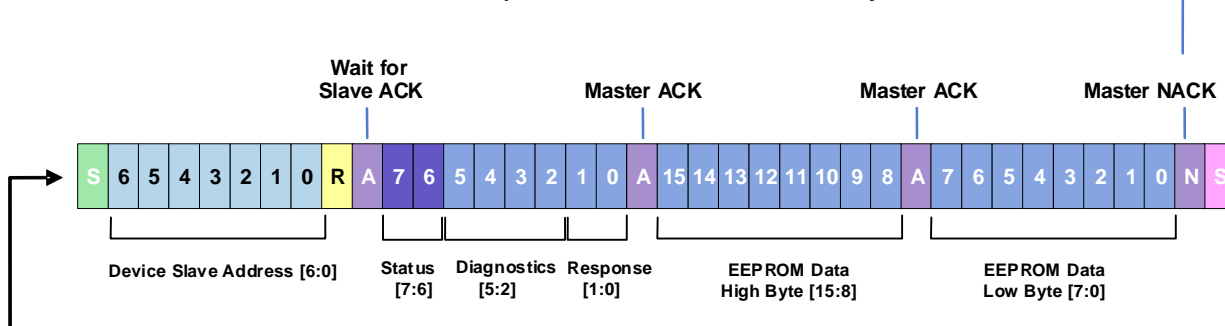 Wait for
Slave ACK
Master ACK
Master ACK
Master NACK
S 6 5 4 3 2 1 0 R A 7 6 5 4 3 2 1 0 A 15 14 13 12 11 10 9 8 A 7 6 5 4 3 2 1 0 N S
Device Slave Address [6:0]
Status
[7:6]
Diagnostics
[5:2]
Response
[1:0]
EEPROM Data
High Byte [15:8]
EEPROM Data
Low Byte [7:0]